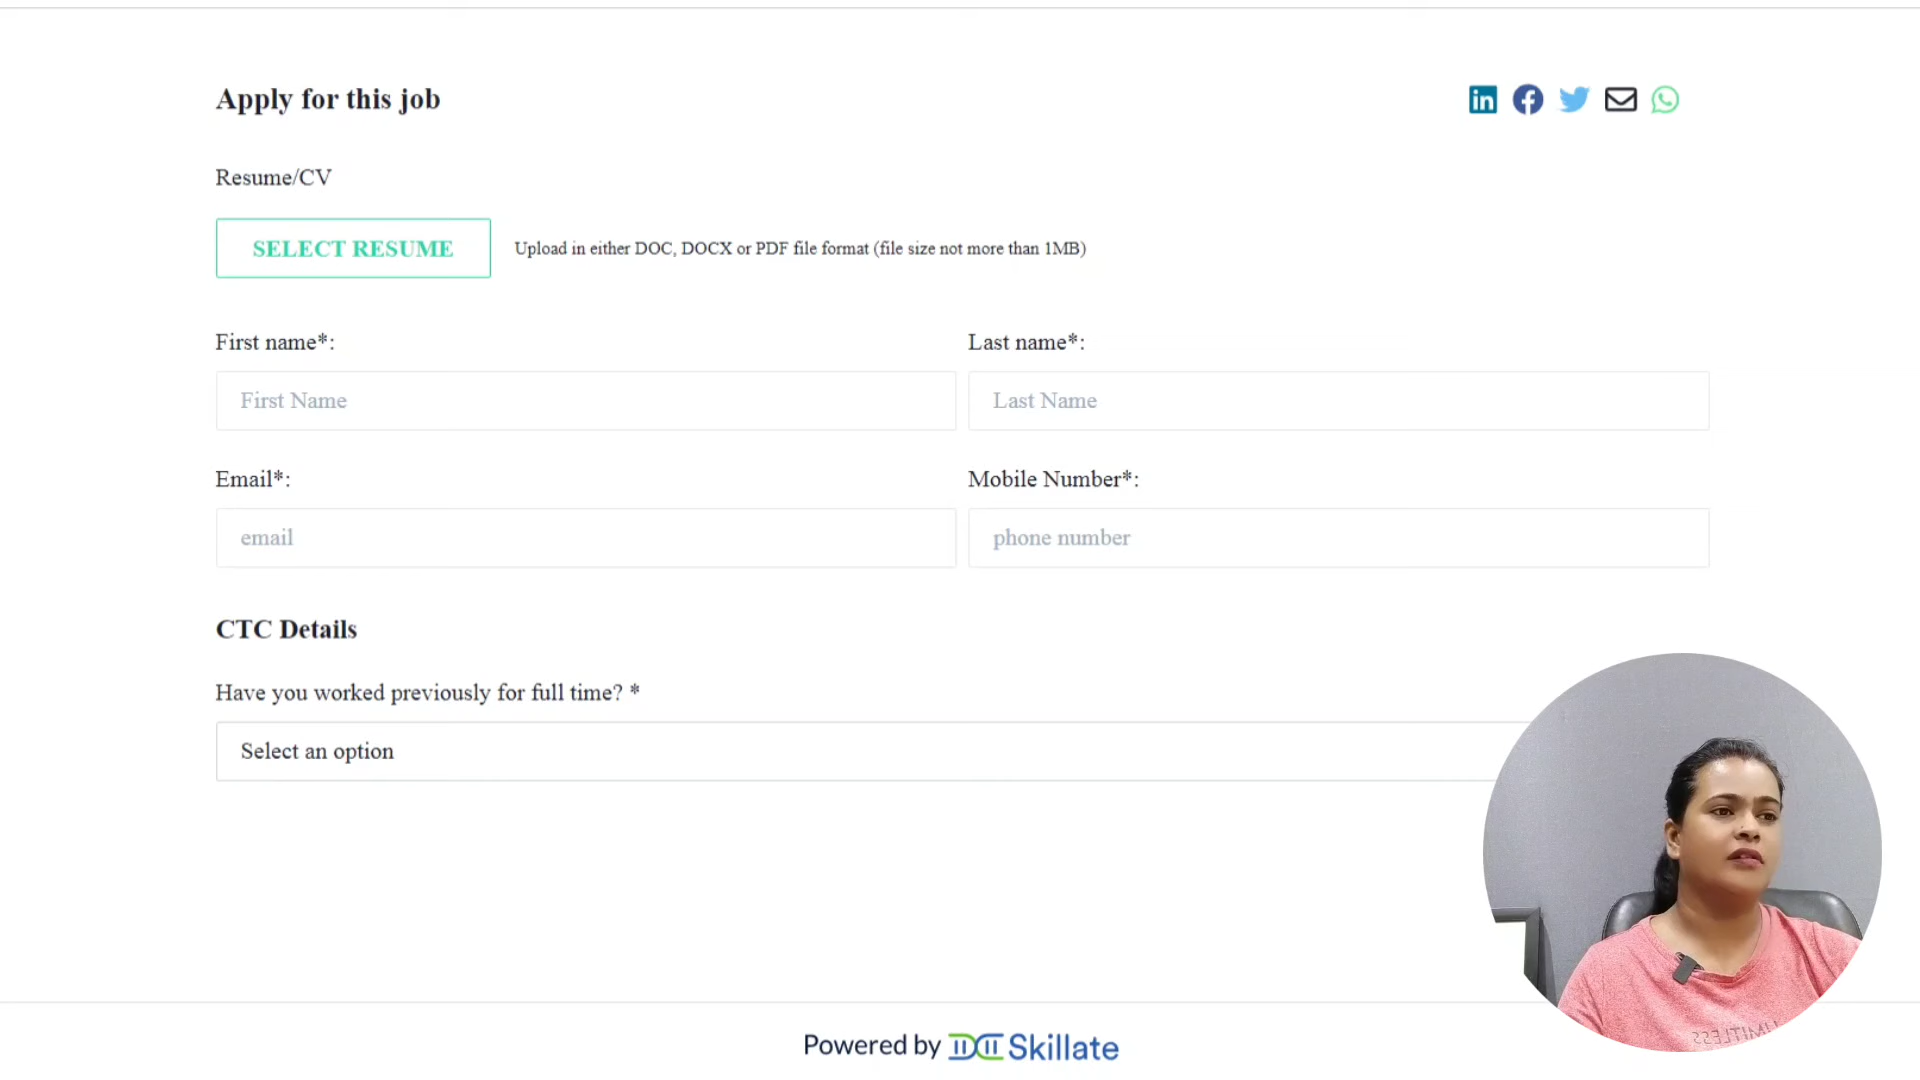 Apply for this job
Resume/CV
SELECT RESUME
Upload in either DOC, DOCX or PDF file format (file size not more than 1MB)
First name*:
Last name*:
First Name
Last Name
Email*:
Mobile Number*:
email
phone number
CTC Details
Have you worked previously for full time? *
Select an option
Powered by Skillate